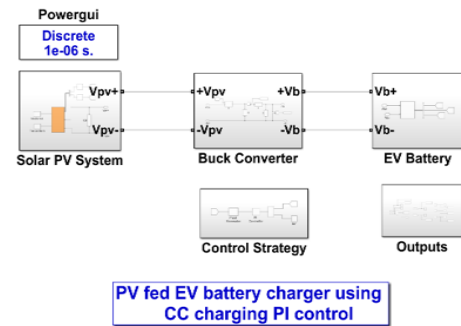 Powergui
Discrete
1e-06 s.
Vpv+
+Vpv
+Vb
Vb+
Vpv-
-Vpv
-Vb
Vb-
Solar PV System
Buck Converter
EV Battery
Control Strategy
Outputs
PV fed EV battery charger using
CC charging PI control